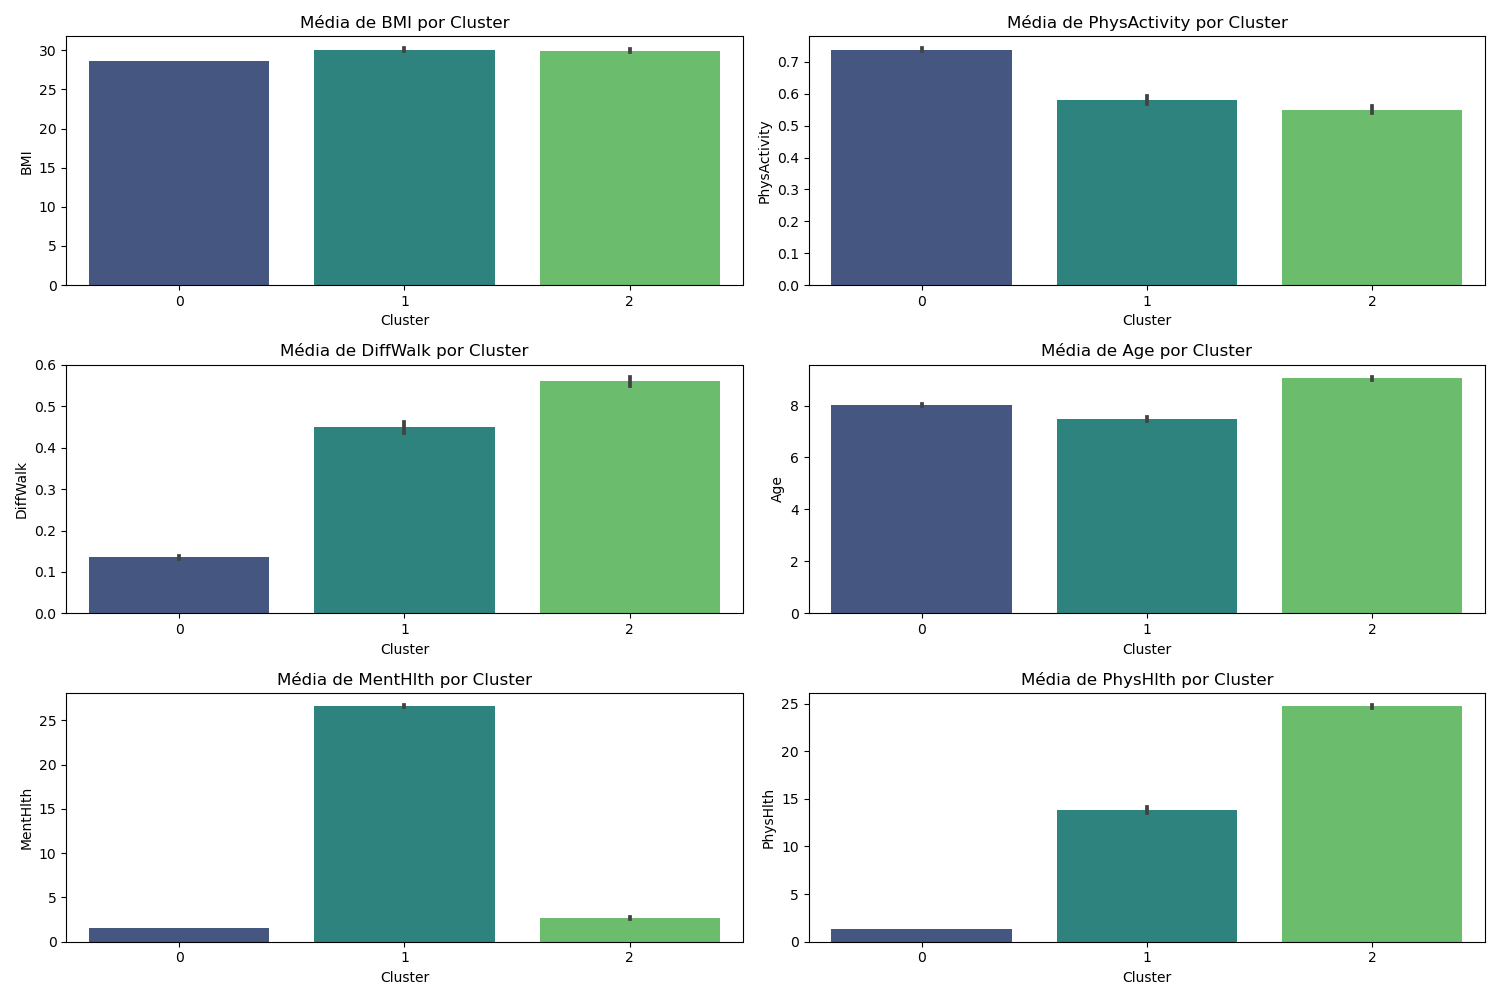 Média de BMI por Cluster
30
25
20
15
10
5
0
BMI
0 1 2
Cluster
Média de PhysActivity por Cluster
0.7
0.6
0.5
0.4
0.3
0.2
0.1
0.0
PhysActivity
0 1 2
Cluster
Média de DiffWalk por Cluster
0.6
0.5
0.4
0.3
0.2
0.1
0.0
DiffWalk
0 1 2
Cluster
Média de Age por Cluster
8
6
4
2
0
Age
0 1 2
Cluster
Média de MentHlth por Cluster
25
20
15
10
5
0
MentHlth
0 1 2
Cluster
Média de PhysHlth por Cluster
25
20
15
10
5
0
PhysHlth
0 1 2
Cluster